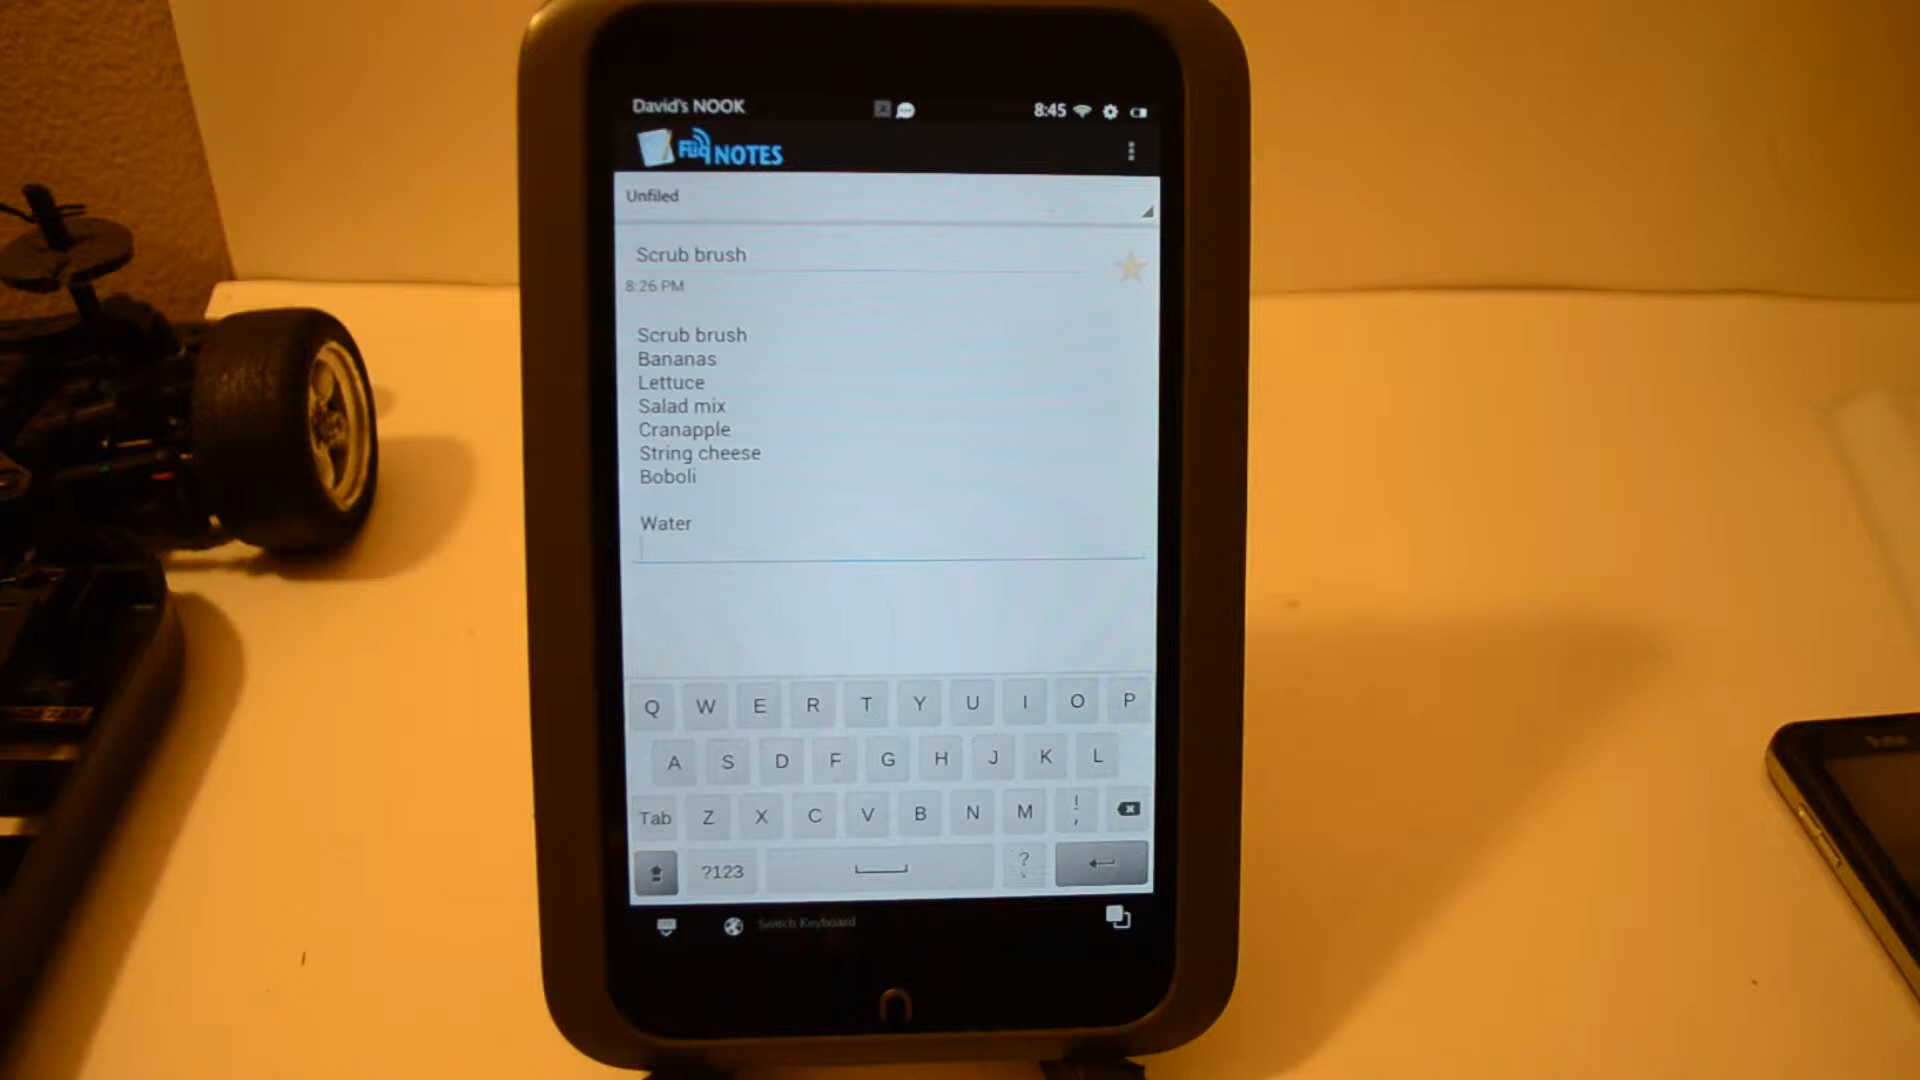 David's NOOK
8:45
Fliq NOTES
Unfiled
Scrub brush
8:26 PM
Scrub brush
Bananas
Lettuce
Salad mix
Cranapple
String cheese
Boboli
Water
Q W E R T Y U I O P
A S D F G H J K L
Tab Z X C V B N M ! ,
?123 ? .
Switch Keyboard